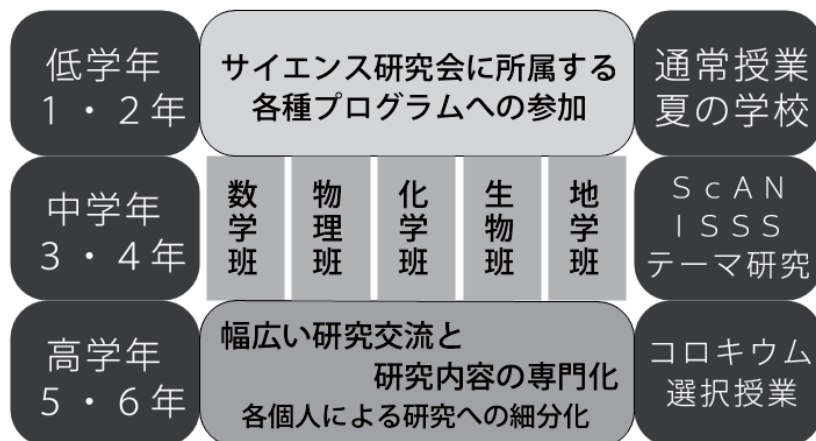 低学年
1・2年
サイエンス研究会に所属する
各種プログラムへの参加
通常授業
夏の学校
中学年
3・4年
数学班
物理班
化学班
生物班
地学班
ScAN
ISSS
テーマ研究
高学年
5・6年
幅広い研究交流と
研究内容の専門化
各個人による研究への細分化
コロキウム
選択授業